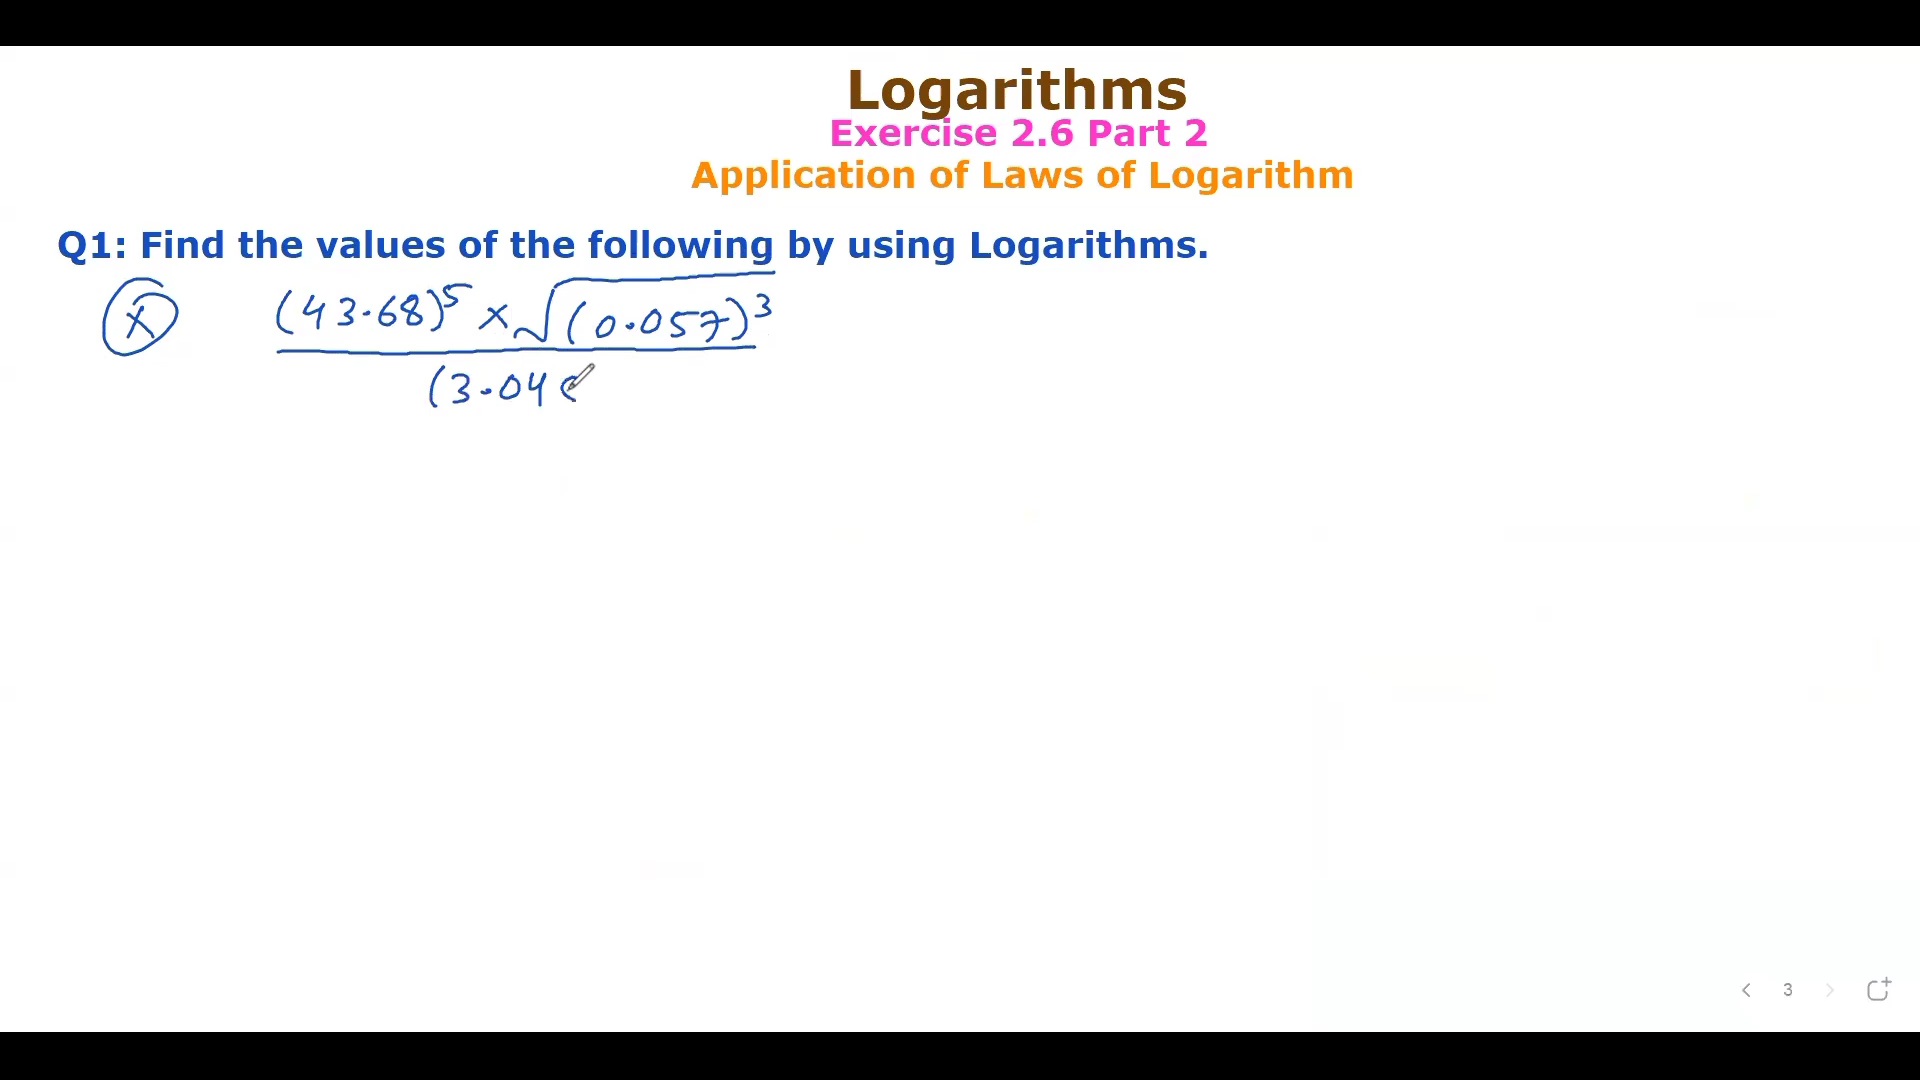 Logarithms
Exercise 2.6 Part 2
Application of Laws of Logarithm
Q1: Find the values of the following by using Logarithms.
X (43.68)⁵ × √(0.057)³
(3.04
3